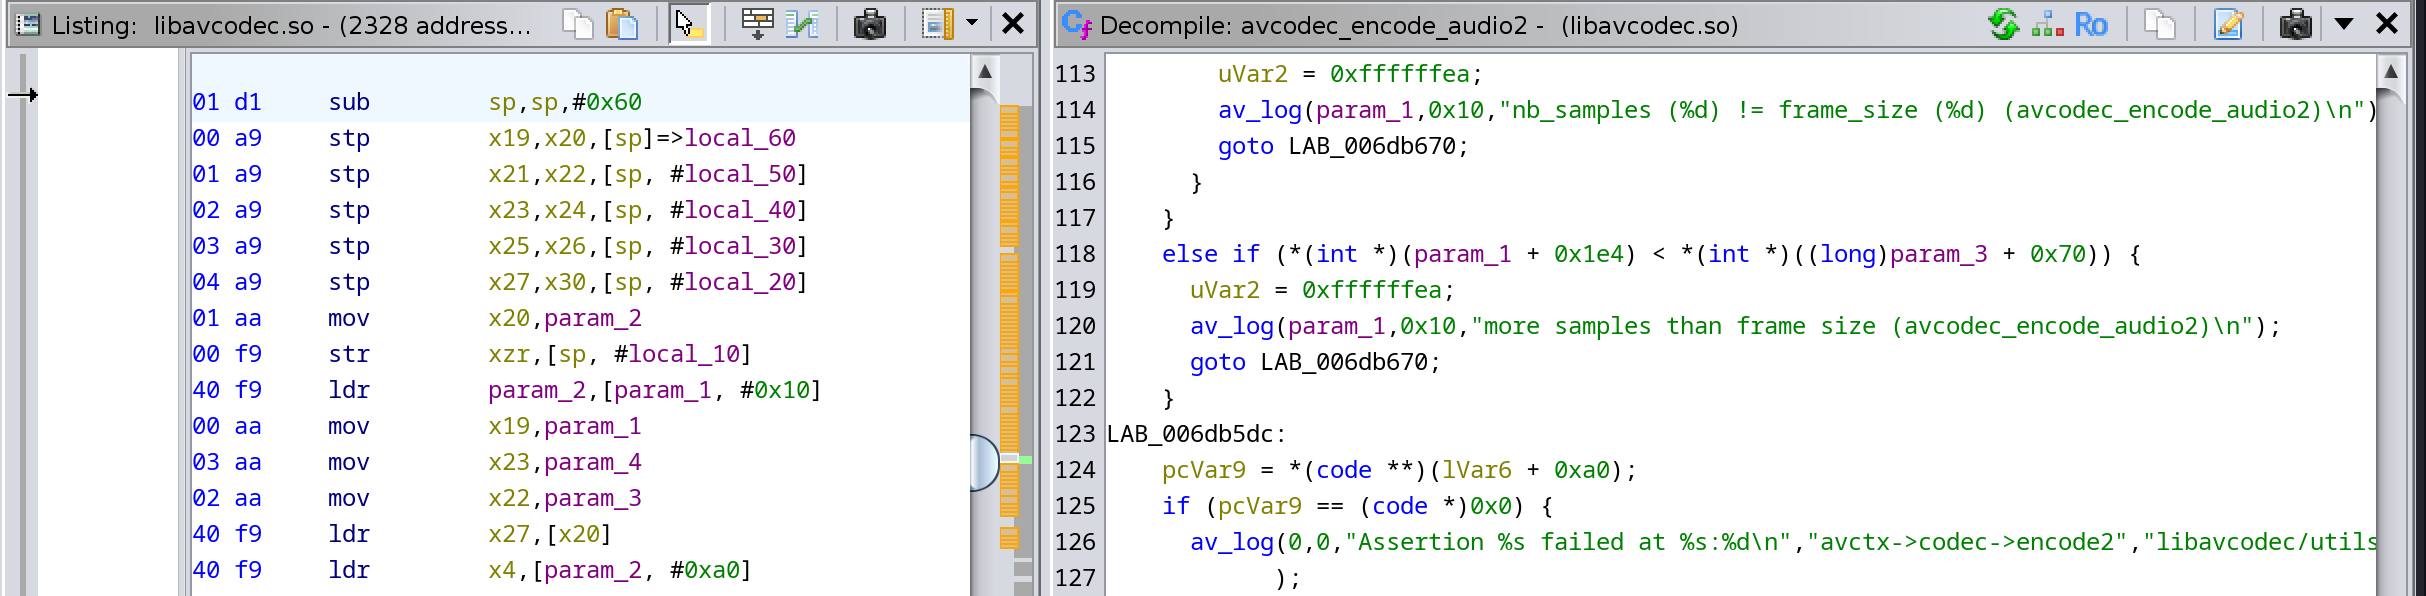 Listing: libavcodec.so - (2328 address...
01 d1 sub sp,sp,#0x60
00 a9 stp x19,x20,[sp]=>local_60
01 a9 stp x21,x22,[sp, #local_50]
02 a9 stp x23,x24,[sp, #local_40]
03 a9 stp x25,x26,[sp, #local_30]
04 a9 stp x27,x30,[sp, #local_20]
01 aa mov x20,param_2
00 f9 str xzr,[sp, #local_10]
40 f9 ldr param_2,[param_1, #0x10]
00 aa mov x19,param_1
03 aa mov x23,param_4
02 aa mov x22,param_3
40 f9 ldr x27,[x20]
40 f9 ldr x4,[param_2, #0xa0]
Decompile: avcodec_encode_audio2 - (libavcodec.so)
Ro
113 uVar2 = 0xffffffea;
114 av_log(param_1,0x10,"nb_samples (%d) != frame_size (%d) (avcodec_encode_audio2)\n")
115 goto LAB_006db670;
116 }
117 }
118 else if (*(int *)(param_1 + 0x1e4) < *(int *)((long)param_3 + 0x70)) {
119 uVar2 = 0xffffffea;
120 av_log(param_1,0x10,"more samples than frame size (avcodec_encode_audio2)\n");
121 goto LAB_006db670;
122 }
123 LAB_006db5dc:
124 pcVar9 = *(code **)(lVar6 + 0xa0);
125 if (pcVar9 == (code *)0x0) {
126 av_log(0,0,"Assertion %s failed at %s:%d\n","avctx->codec->encode2","libavcodec/utils
127 );